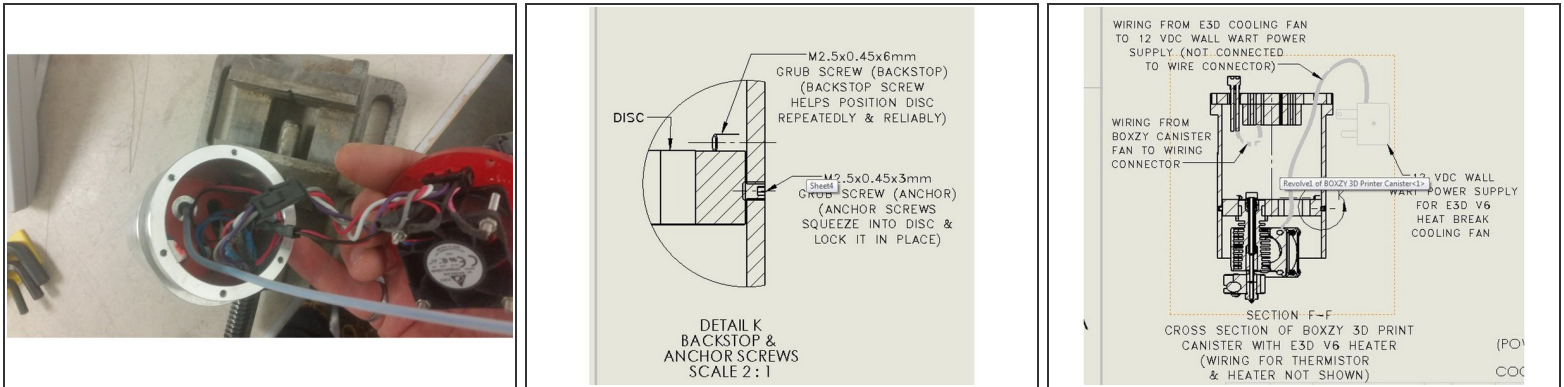 M2.5x0.45x6mm
GRUB SCREW (BACKSTOP)
(BACKSTOP SCREW
HELPS POSITION DISC
REPEATEDLY & RELIABLY)
DISC
M2.5x0.45x3mm
Sheet4
GRUB SCREW (ANCHOR)
(ANCHOR SCREWS
SQUEEZE INTO DISC &
LOCK IT IN PLACE)
DETAIL K
BACKSTOP &
ANCHOR SCREWS
SCALE 2 : 1
WIRING FROM E3D COOLING FAN
TO 12 VDC WALL WART POWER
SUPPLY (NOT CONNECTED
TO WIRE CONNECTOR)
WIRING FROM
BOXZY CANISTER
FAN TO WIRING
CONNECTOR
Revolve1 of BOXZY 3D Printer Canister<1>
12 VDC WALL
WART POWER SUPPLY
FOR E3D V6
HEAT BREAK
COOLING FAN
SECTION F-F
CROSS SECTION OF BOXZY 3D PRINT
CANISTER WITH E3D V6 HEATER
(WIRING FOR THERMISTOR
& HEATER NOT SHOWN)